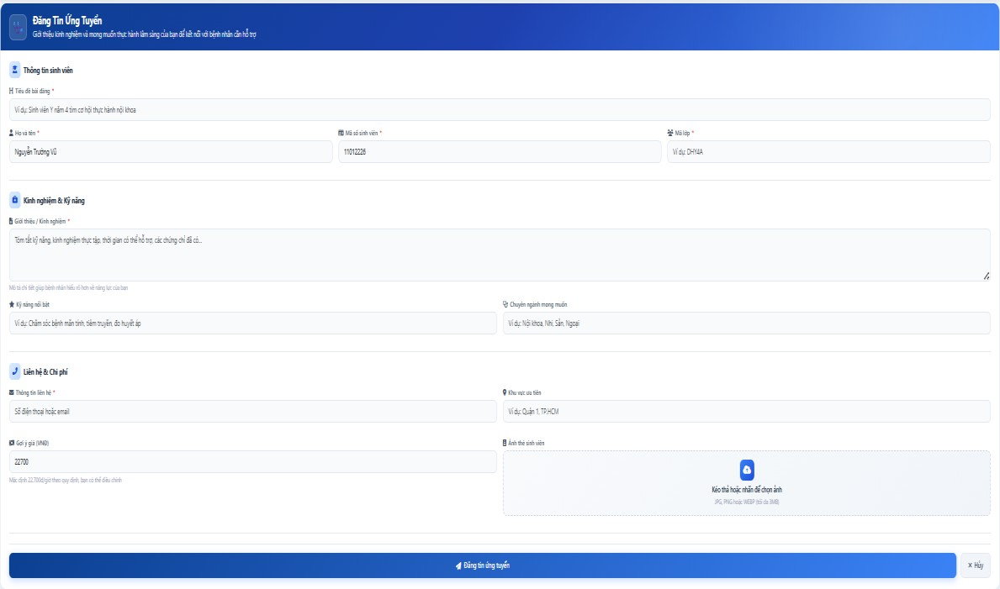 Đăng Tin Ứng Tuyển
Giới thiệu kinh nghiệm và mong muốn thực hành lâm sàng của bạn để kết nối với bệnh nhân cần hỗ trợ
Thông tin sinh viên
Tiêu đề bài đăng *
Ví dụ: Sinh viên Y năm 4 tìm cơ hội thực hành nội khoa
Họ và tên *
Mã số sinh viên *
Mã lớp *
Nguyễn Trường Vũ
11012226
Ví dụ: DHY4A
Kinh nghiệm & Kỹ năng
Giới thiệu / Kinh nghiệm *
Tóm tắt kỹ năng, kinh nghiệm thực tập, thời gian có thể hỗ trợ, các chứng chỉ đã có...
Mô tả chi tiết giúp bệnh nhân hiểu rõ hơn về năng lực của bạn
Kỹ năng nổi bật
Chuyên ngành mong muốn
Ví dụ: Chăm sóc bệnh mãn tính, tiêm truyền, đo huyết áp
Ví dụ: Nội khoa, Nhi, Sản, Ngoại
Liên hệ & Chi phí
Thông tin liên hệ *
Khu vực ưu tiên
Số điện thoại hoặc email
Ví dụ: Quận 1, TP.HCM
Gợi ý giá (VNĐ)
Ảnh thẻ sinh viên
22700
Mặc định 22.700đ/giờ theo quy định, bạn có thể điều chỉnh
Kéo thả hoặc nhấn để chọn ảnh
JPG, PNG hoặc WEBP (tối đa 3MB)
Đăng tin ứng tuyển
× Hủy